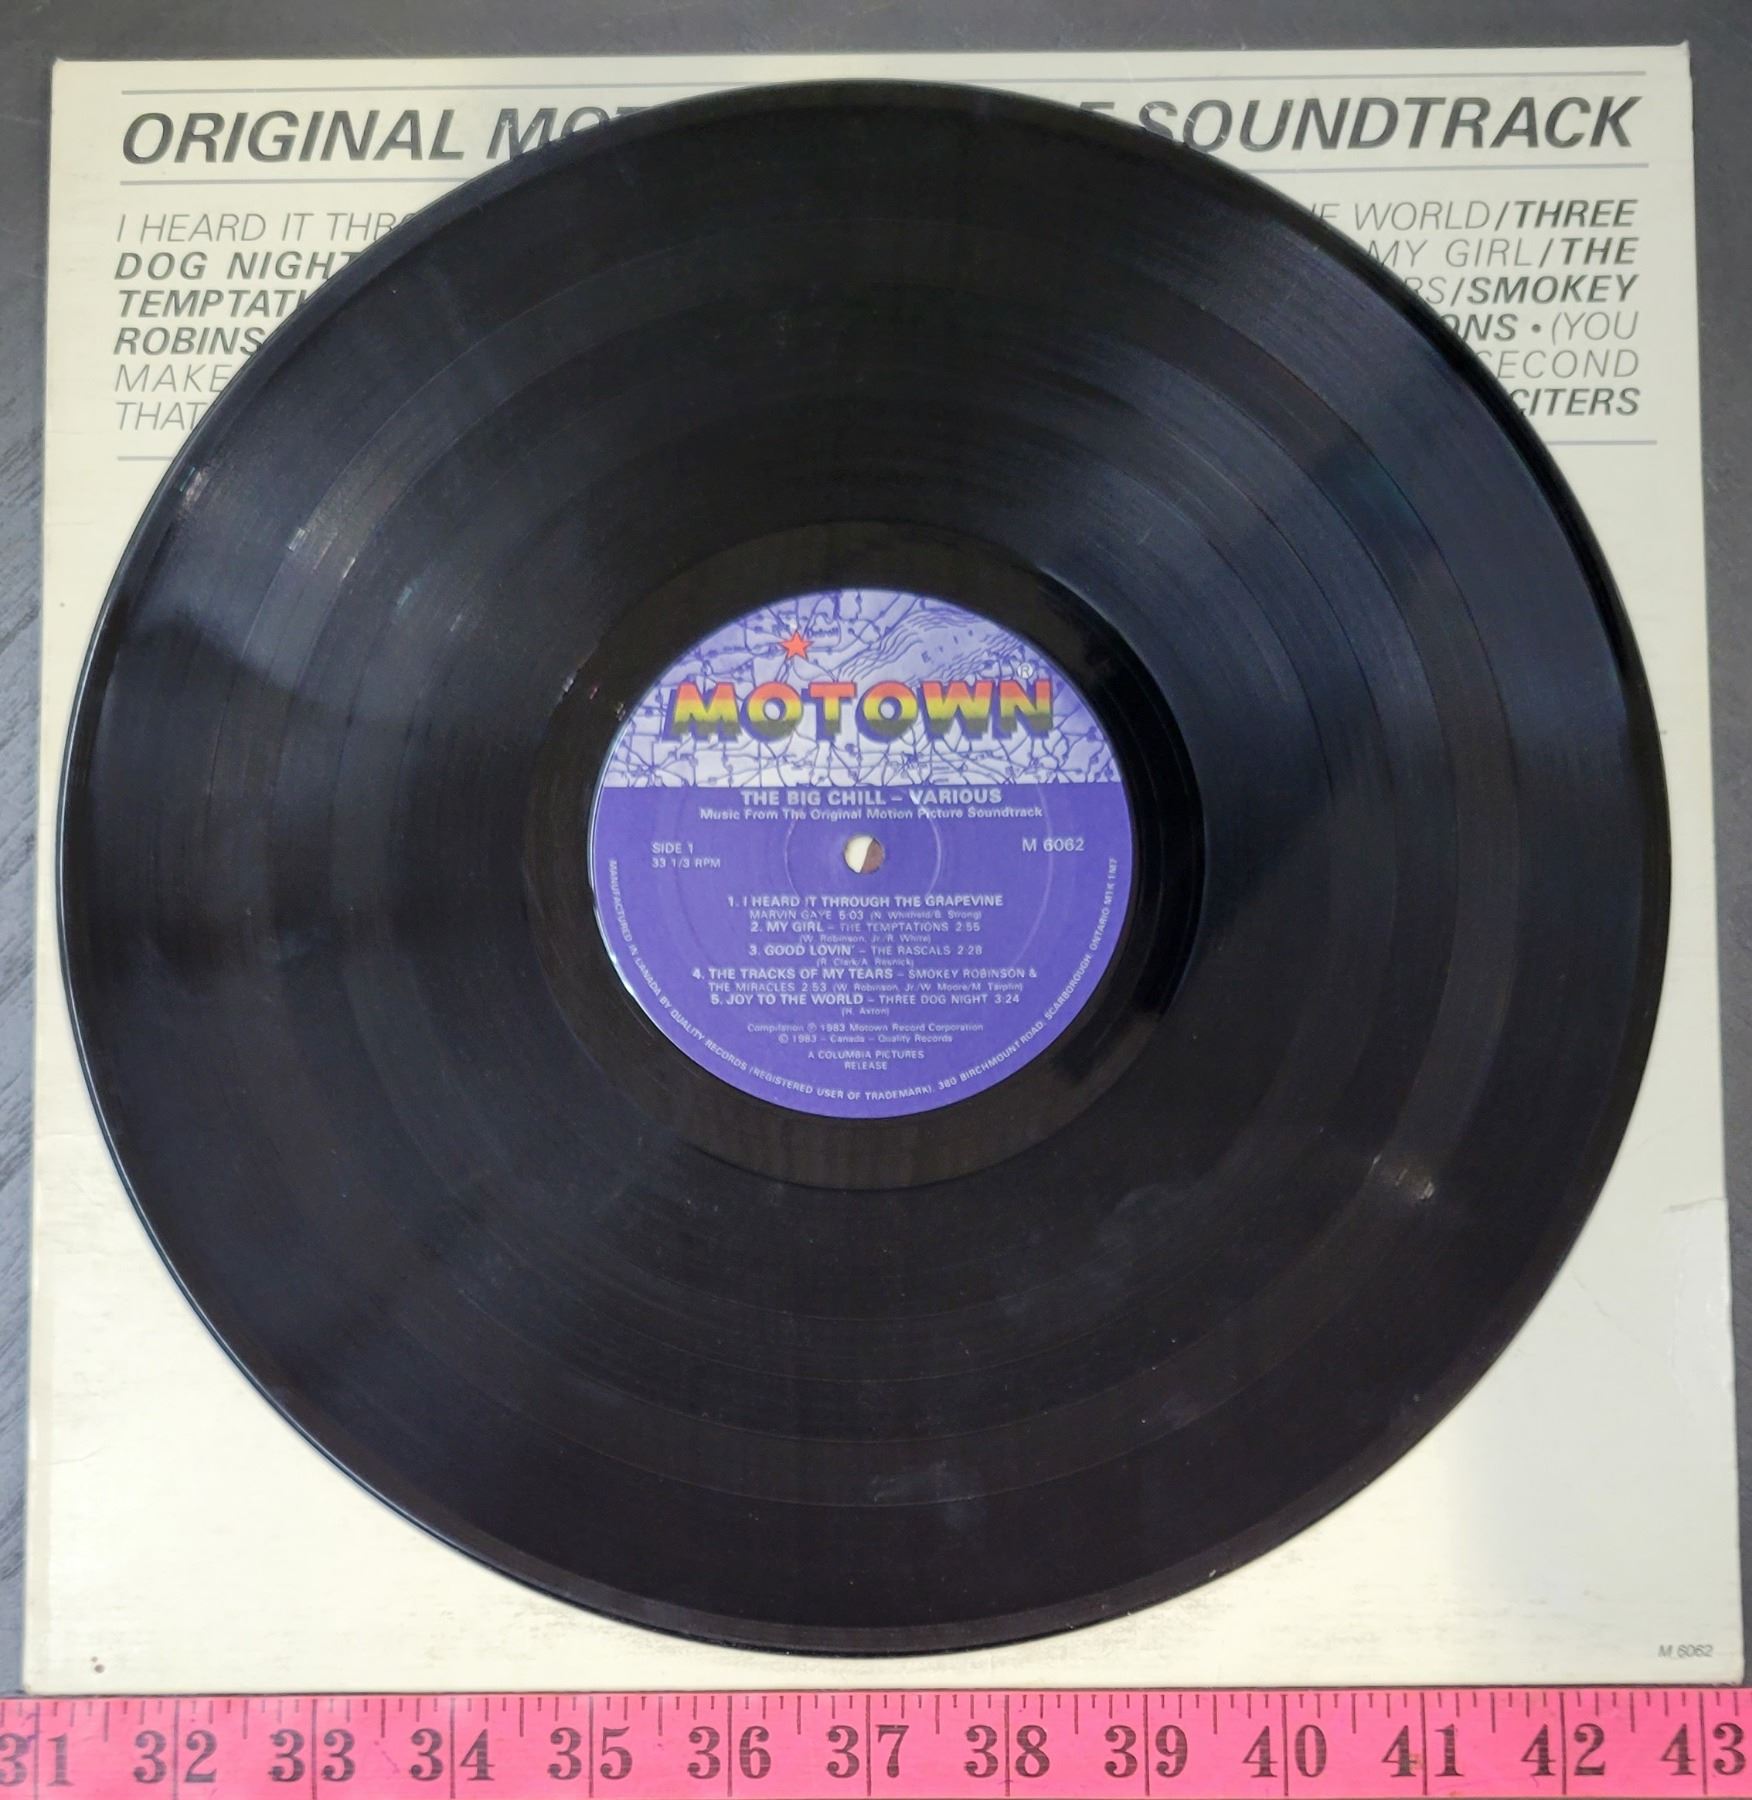 ORIGINAL MOT SOUNDTRACK
I HEARD IT THRO HE WORLD/THREE
DOG NIGHT MY GIRL/THE
TEMPTATI RS/SMOKEY
ROBINS ONS • (YOU
MAKE SECOND
THAT CITERS
Detroit
MOTOWN®
THE BIG CHILL – VARIOUS
Music From The Original Motion Picture Soundtrack
SIDE 1 M 6062
33 1/3 RPM
1. I HEARD IT THROUGH THE GRAPEVINE
MARVIN GAYE 5:03 (N. Whitfield/B. Strong)
2. MY GIRL – THE TEMPTATIONS 2:55
(W. Robinson, Jr./R. White)
3. GOOD LOVIN' – THE RASCALS 2:28
(R. Clark/A. Resnick)
4. THE TRACKS OF MY TEARS – SMOKEY ROBINSON &
THE MIRACLES 2:53 (W. Robinson, Jr./W. Moore/M. Tarplin)
5. JOY TO THE WORLD – THREE DOG NIGHT 3:24
(H. Axton)
Compilation ℗ 1983 Motown Record Corporation
© 1983 – Canada – Quality Records
A COLUMBIA PICTURES
RELEASE
MANUFACTURED IN CANADA BY QUALITY RECORDS (REGISTERED USER OF TRADEMARK), 380 BIRCHMOUNT ROAD, SCARBOROUGH, ONTARIO M1K 1M7
M 6062
31 32 33 34 35 36 37 38 39 40 41 42 43